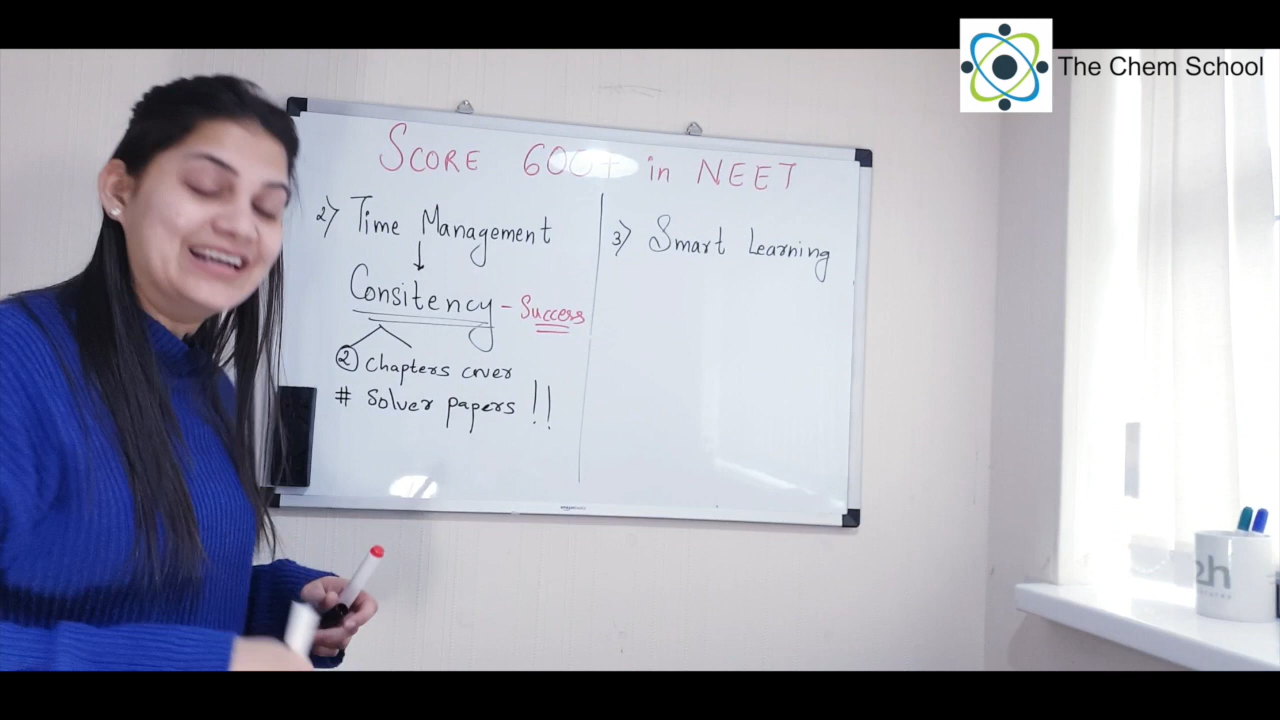 The Chem School
SCORE 600+ in NEET
2) Time Management
Consitency - Success
2 Chapters cover
# Solver papers !!
3) Smart Learning